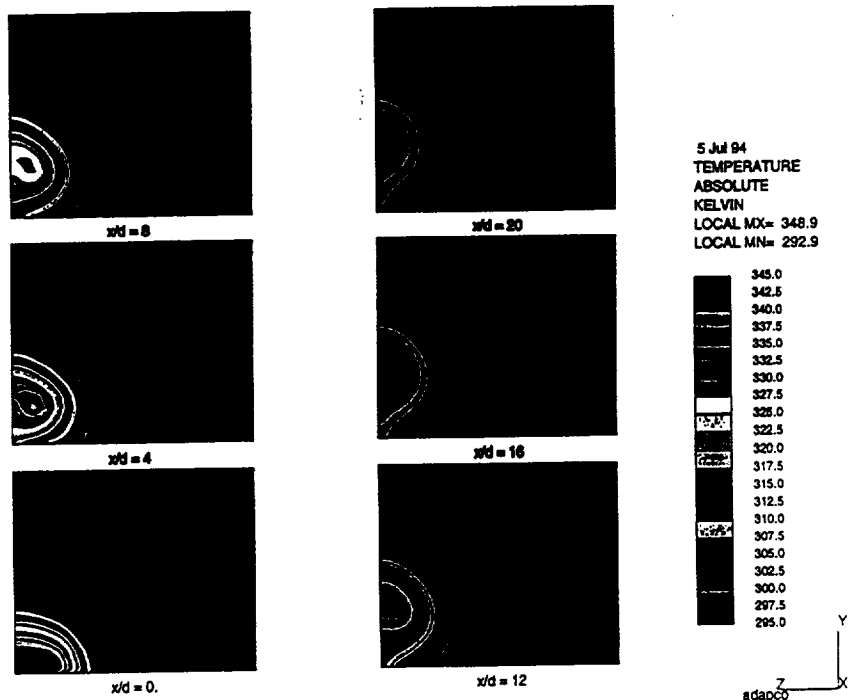 x/d = 8
x/d = 20
x/d = 4
x/d = 16
x/d = 0.
x/d = 12
5 Jul 94
TEMPERATURE
ABSOLUTE
KELVIN
LOCAL MX= 348.9
LOCAL MN= 292.9
345.0
342.5
340.0
337.5
335.0
332.5
330.0
327.5
325.0
322.5
320.0
317.5
315.0
312.5
310.0
307.5
305.0
302.5
300.0
297.5
295.0
Y
Z
X
adapco